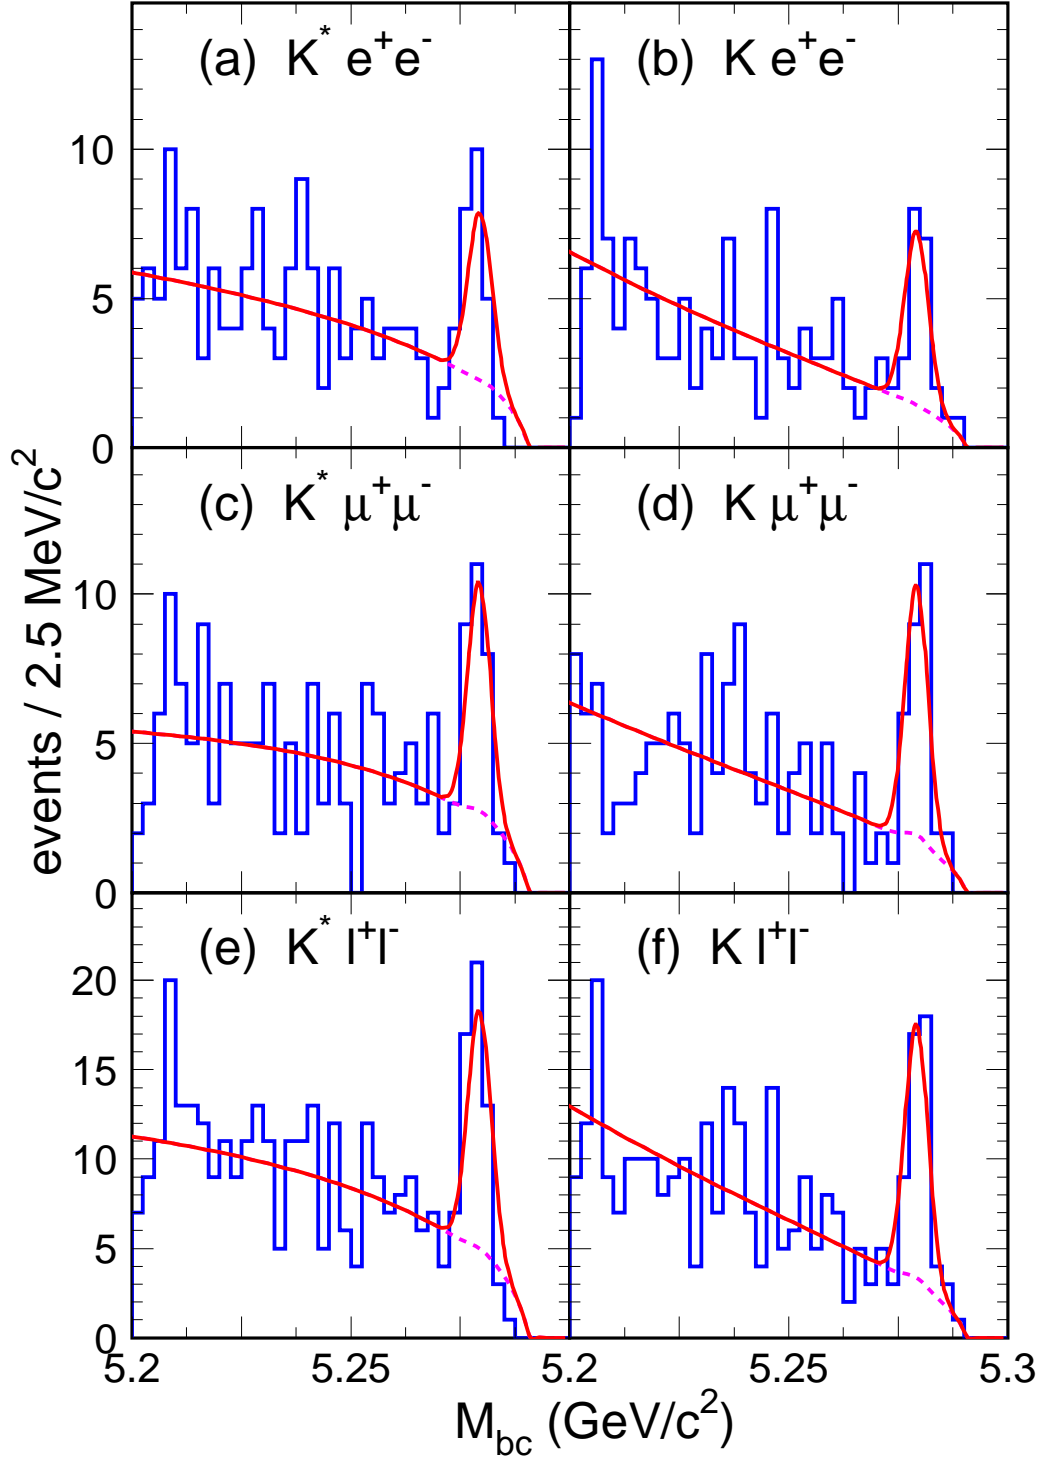 (a) K* e⁺e⁻
(b) K e⁺e⁻
10
5
0
(c) K* μ⁺μ⁻
(d) K μ⁺μ⁻
10
5
0
(e) K* l⁺l⁻
(f) K l⁺l⁻
20
15
10
5
0
5.2 5.25 5.2 5.25 5.3
events / 2.5 MeV/c²
M_bc (GeV/c²)